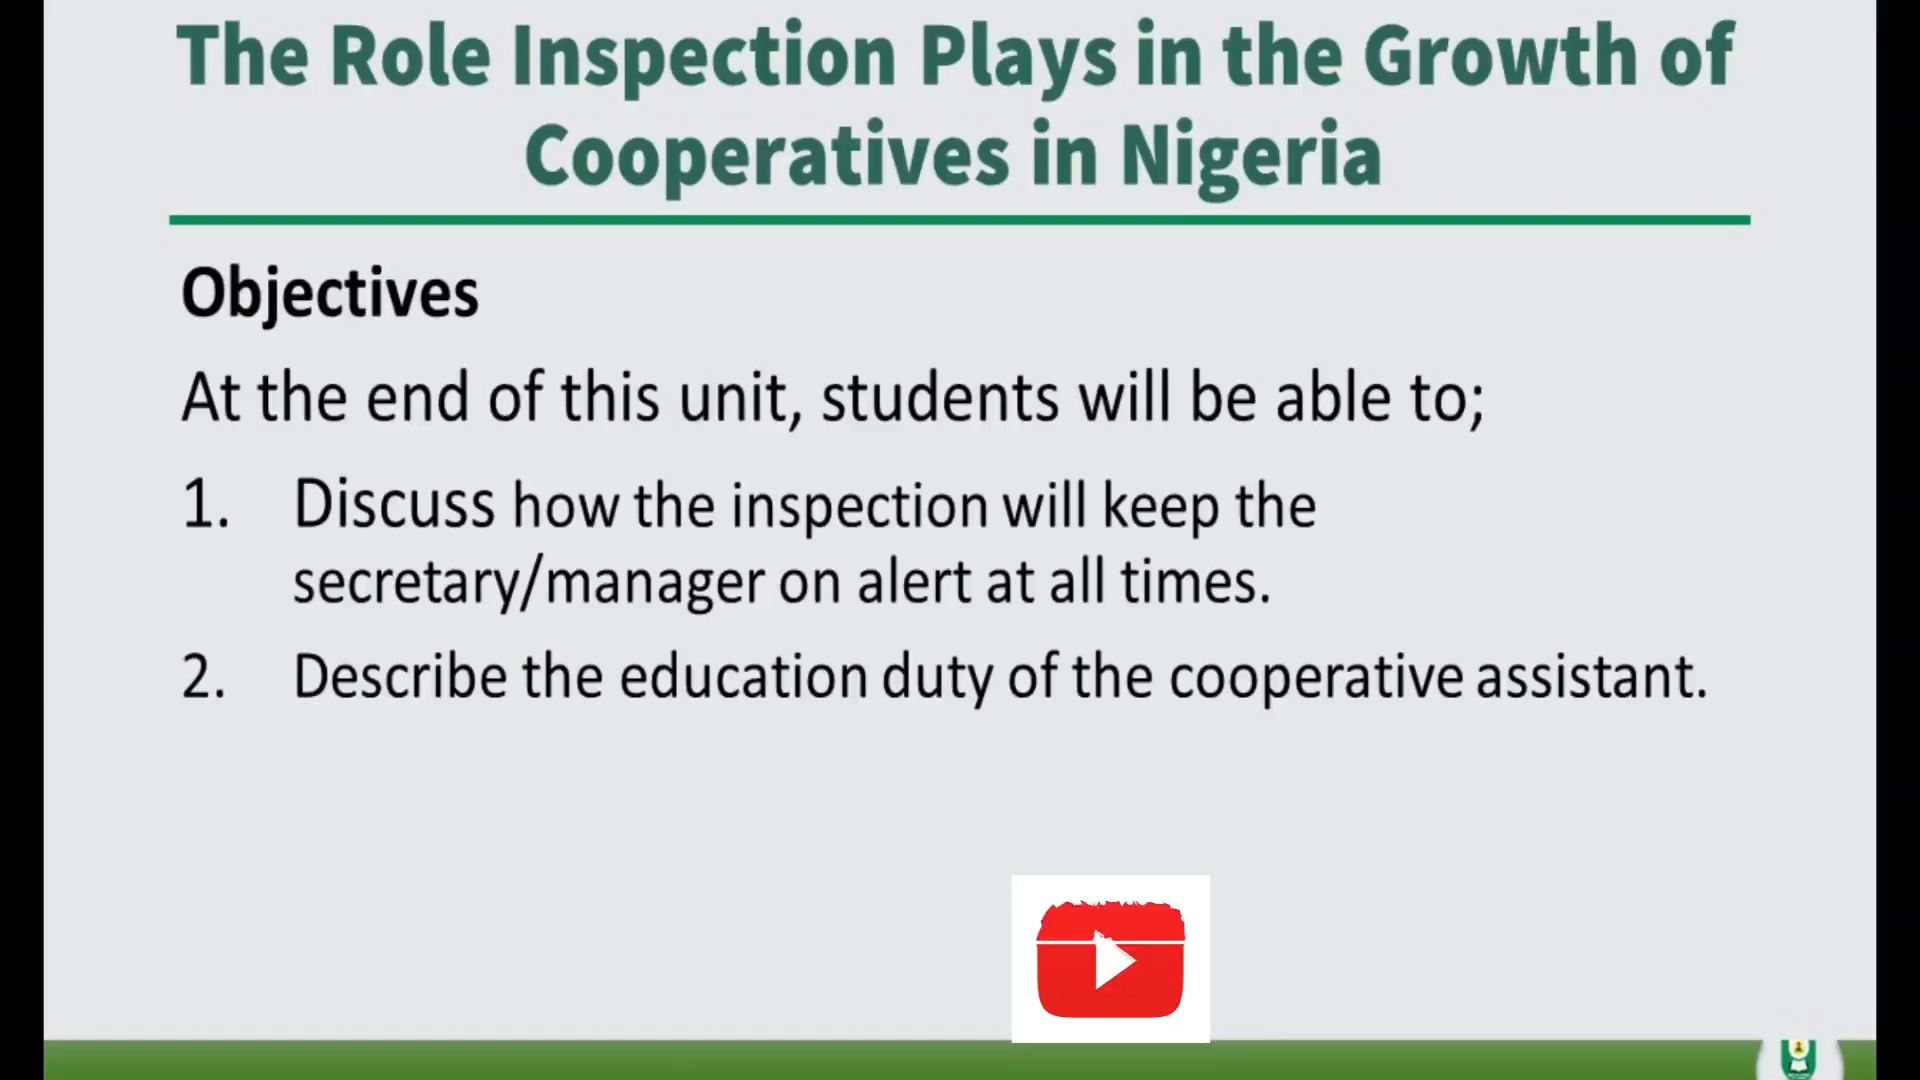 The Role Inspection Plays in the Growth of
Cooperatives in Nigeria
Objectives
At the end of this unit, students will be able to;
1. Discuss how the inspection will keep the
secretary/manager on alert at all times.
2. Describe the education duty of the cooperative assistant.